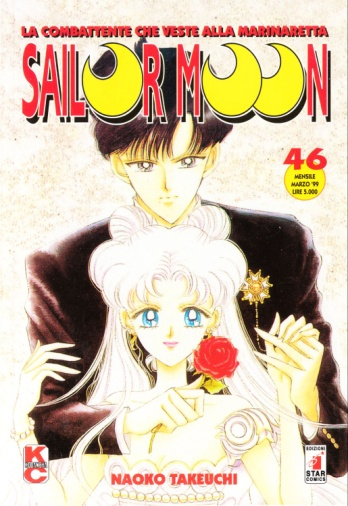 LA COMBATTENTE CHE VESTE ALLA MARINARETTA
SAILOR MOON
46
MENSILE
MARZO '99
LIRE 5.000
K
C
NAOKO TAKEUCHI
EDIZIONI
STAR
COMICS